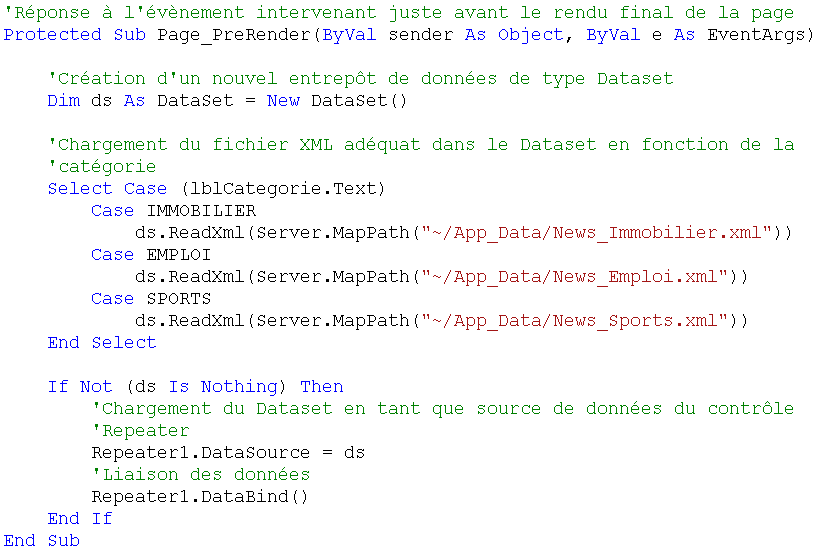 'Réponse à l'évènement intervenant juste avant le rendu final de la page
Protected Sub Page_PreRender(ByVal sender As Object, ByVal e As EventArgs)
'Création d'un nouvel entrepôt de données de type Dataset
Dim ds As DataSet = New DataSet()
'Chargement du fichier XML adéquat dans le Dataset en fonction de la
'catégorie
Select Case (lblCategorie.Text)
Case IMMOBILIER
ds.ReadXml(Server.MapPath("~/App_Data/News_Immobilier.xml"))
Case EMPLOI
ds.ReadXml(Server.MapPath("~/App_Data/News_Emploi.xml"))
Case SPORTS
ds.ReadXml(Server.MapPath("~/App_Data/News_Sports.xml"))
End Select
If Not (ds Is Nothing) Then
'Chargement du Dataset en tant que source de données du contrôle
'Repeater
Repeater1.DataSource = ds
'Liaison des données
Repeater1.DataBind()
End If
End Sub